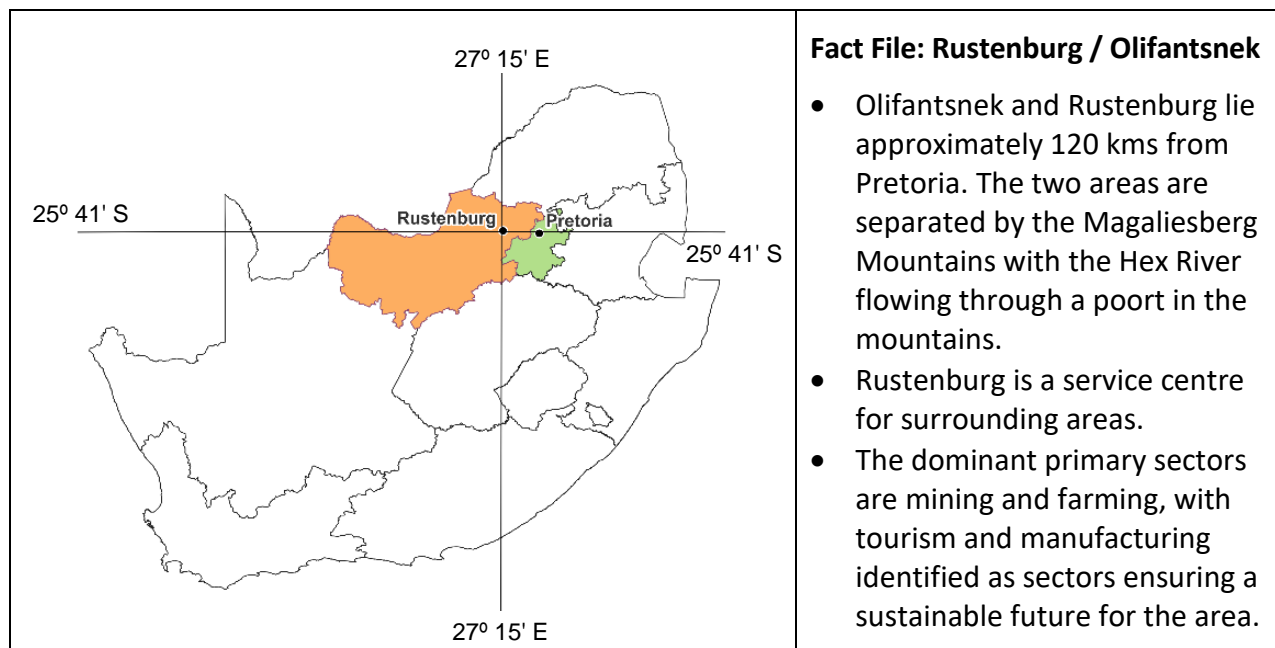 27º 15' E
25º 41' S
Rustenburg
Pretoria
25º 41' S
27º 15' E
Fact File: Rustenburg / Olifantsnek
• Olifantsnek and Rustenburg lie
approximately 120 kms from
Pretoria. The two areas are
separated by the Magaliesberg
Mountains with the Hex River
flowing through a poort in the
mountains.
• Rustenburg is a service centre
for surrounding areas.
• The dominant primary sectors
are mining and farming, with
tourism and manufacturing
identified as sectors ensuring a
sustainable future for the area.